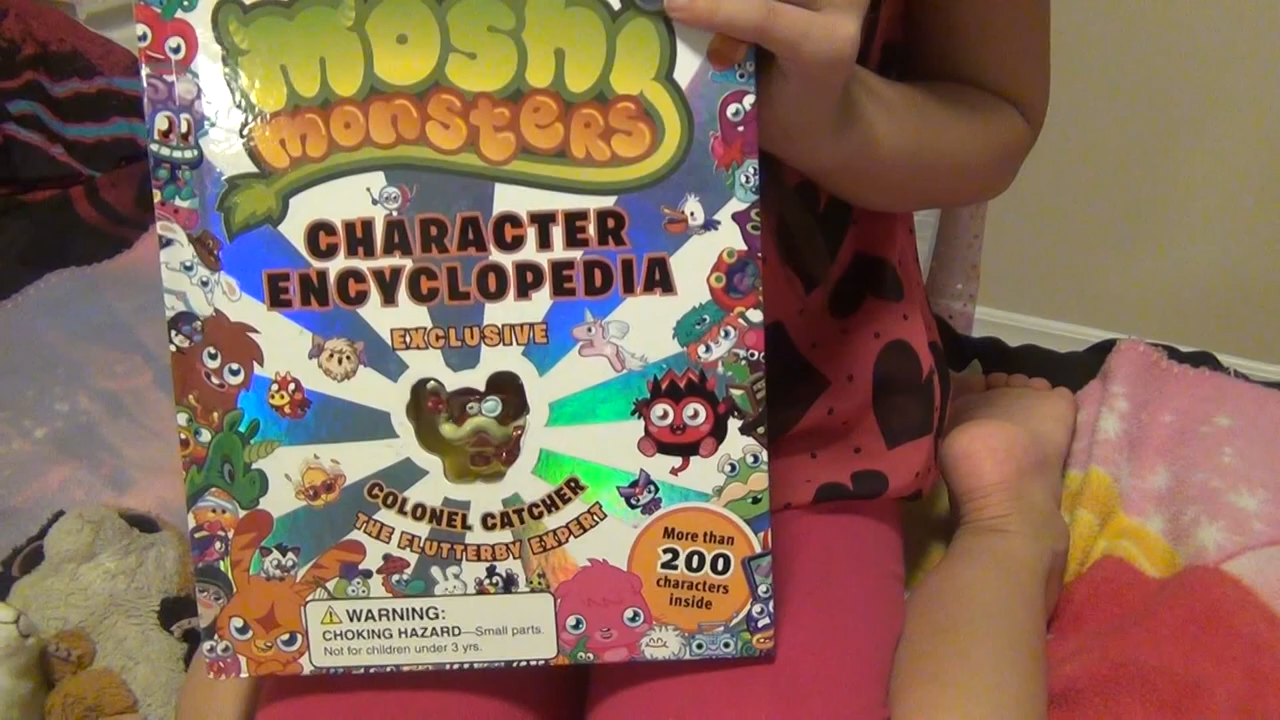 moshi
monsters
CHARACTER
ENCYCLOPEDIA
EXCLUSIVE
COLONEL CATCHER
THE FLUTTERBY EXPERT
More than
200
characters
inside
⚠ WARNING:
CHOKING HAZARD—Small parts.
Not for children under 3 yrs.